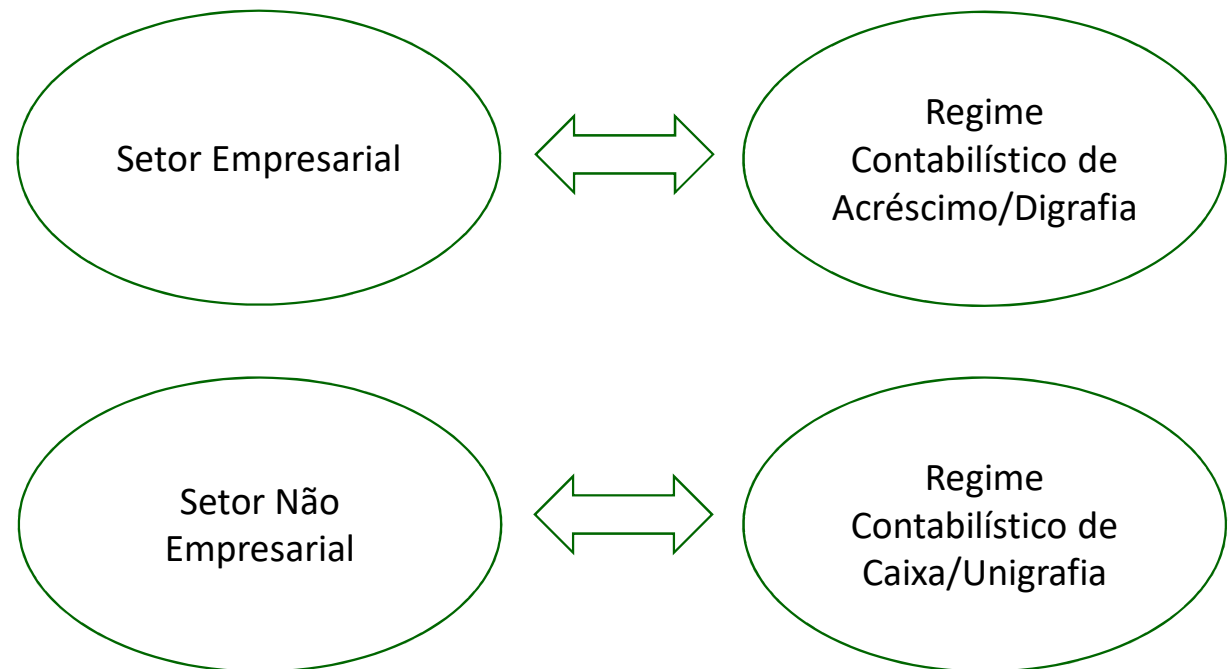 Setor Empresarial
Regime
Contabilístico de
Acréscimo/Digrafia
Setor Não
Empresarial
Regime
Contabilístico de
Caixa/Unigrafia